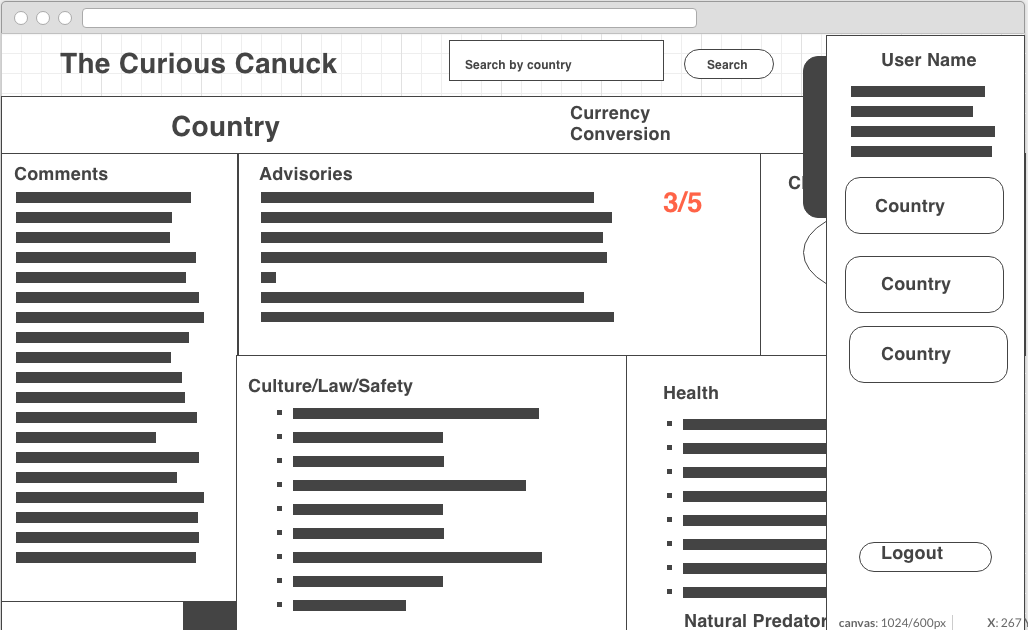 The Curious Canuck
Search by country
Search
User Name
Country
Currency
Conversion
Comments
Advisories
3/5
Country
Country
Country
Culture/Law/Safety
Health
Logout
Natural Predator
canvas: 1024/600px
X: 267